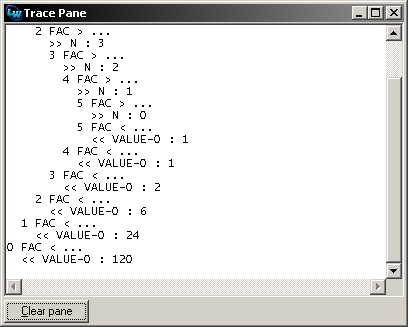 LW Trace Pane
2 FAC > ...
>> N : 3
3 FAC > ...
>> N : 2
4 FAC > ...
>> N : 1
5 FAC > ...
>> N : 0
5 FAC < ...
<< VALUE-0 : 1
4 FAC < ...
<< VALUE-0 : 1
3 FAC < ...
<< VALUE-0 : 2
2 FAC < ...
<< VALUE-0 : 6
1 FAC < ...
<< VALUE-0 : 24
0 FAC < ...
<< VALUE-0 : 120
Clear pane